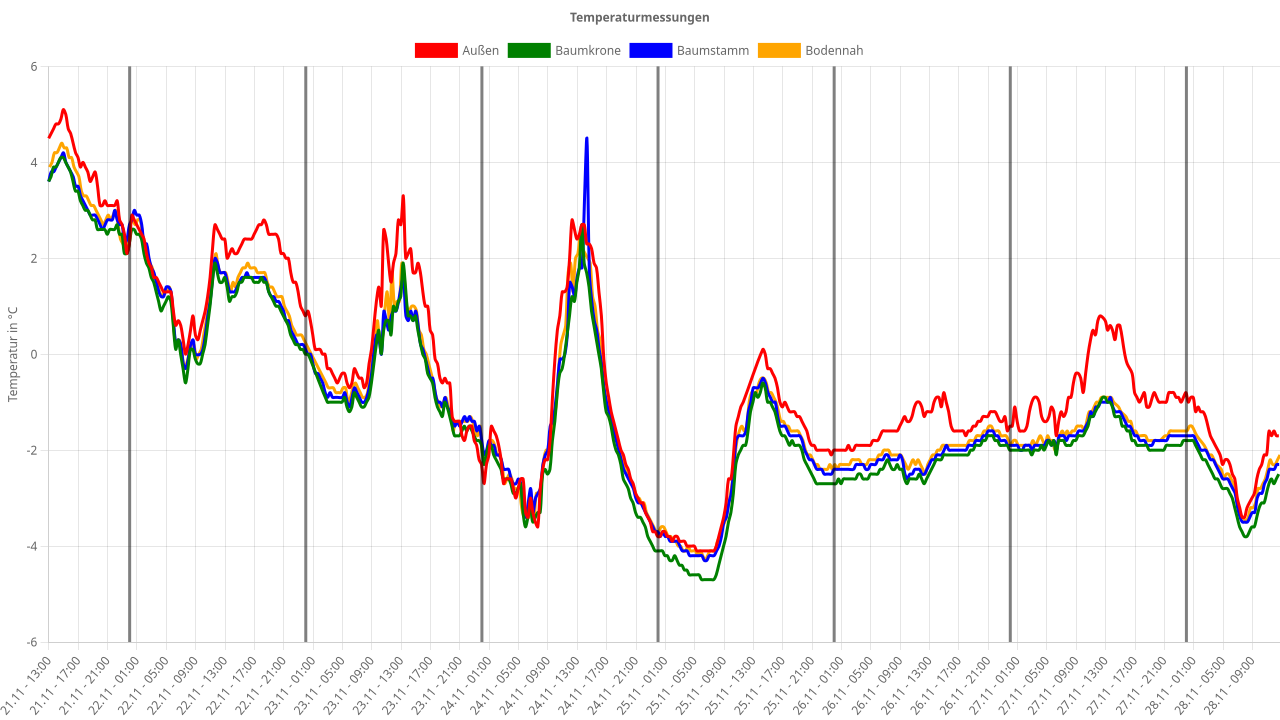 Temperaturmessungen
Außen Baumkrone Baumstamm Bodennah
Temperatur in °C
6
4
2
0
-2
-4
-6
21.11 - 13:00
21.11 - 17:00
21.11 - 21:00
22.11 - 01:00
22.11 - 05:00
22.11 - 09:00
22.11 - 13:00
22.11 - 17:00
22.11 - 21:00
23.11 - 01:00
23.11 - 05:00
23.11 - 09:00
23.11 - 13:00
23.11 - 17:00
23.11 - 21:00
24.11 - 01:00
24.11 - 05:00
24.11 - 09:00
24.11 - 13:00
24.11 - 17:00
24.11 - 21:00
25.11 - 01:00
25.11 - 05:00
25.11 - 09:00
25.11 - 13:00
25.11 - 17:00
25.11 - 21:00
26.11 - 01:00
26.11 - 05:00
26.11 - 09:00
26.11 - 13:00
26.11 - 17:00
26.11 - 21:00
27.11 - 01:00
27.11 - 05:00
27.11 - 09:00
27.11 - 13:00
27.11 - 17:00
27.11 - 21:00
28.11 - 01:00
28.11 - 05:00
28.11 - 09:00